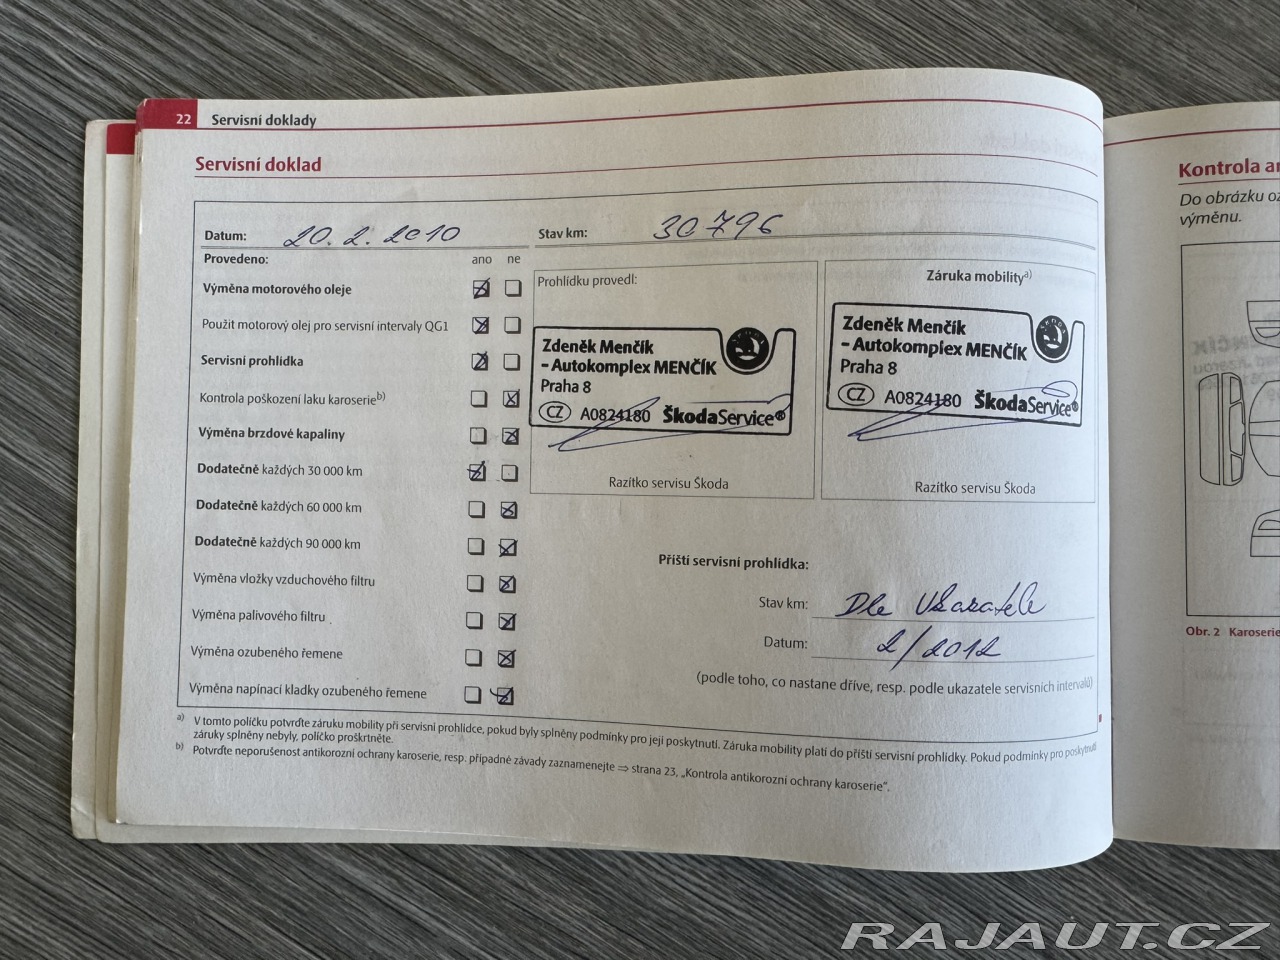 22 Servisní doklady
Servisní doklad
Datum: 20.2.2010 Stav km: 30796
Provedeno: ano ne
Výměna motorového oleje
Použit motorový olej pro servisní intervaly QG1
Servisní prohlídka
Kontrola poškození laku karoserieb)
Výměna brzdové kapaliny
Dodatečně každých 30 000 km
Dodatečně každých 60 000 km
Dodatečně každých 90 000 km
Výměna vložky vzduchového filtru
Výměna palivového filtru
Výměna ozubeného řemene
Výměna napínací kladky ozubeného řemene
Prohlídku provedl:
Zdeněk Menčík
- Autokomplex MENČÍK
Praha 8
CZ A0824180 ŠkodaService®
Razítko servisu Škoda
Záruka mobilitya)
Zdeněk Menčík
- Autokomplex MENČÍK
Praha 8
CZ A0824180 ŠkodaService®
Razítko servisu Škoda
Příští servisní prohlídka:
Stav km: Dle Ukazatele
Datum: 2/2012
(podle toho, co nastane dříve, resp. podle ukazatele servisních intervalů)
a) V tomto políčku potvrďte záruku mobility při servisní prohlídce, pokud byly splněny podmínky pro její poskytnutí. Záruka mobility platí do příští servisní prohlídky. Pokud podmínky pro poskytnutí
záruky splněny nebyly, políčko proškrtněte.
b) Potvrďte neporušenost antikorozní ochrany karoserie, resp. případné závady zaznamenejte ⇒ strana 23, „Kontrola antikorozní ochrany karoserie“.
Kontrola
Do obrázku
výměnu.
Obr. 2 Karoserie
RAJAUT.CZ